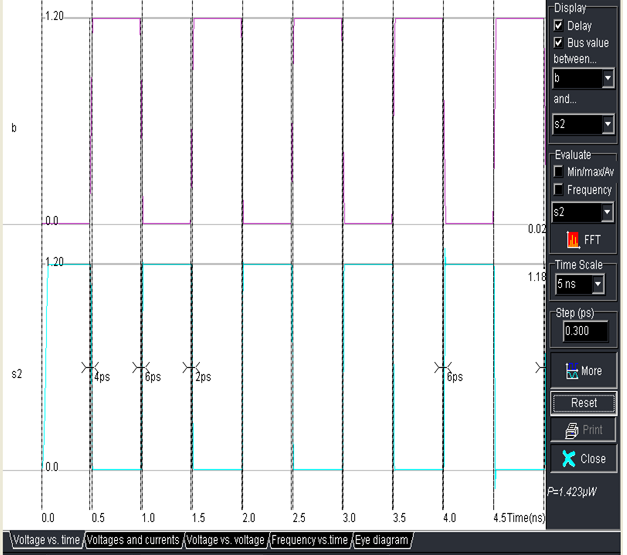 1.20
b
0.0
0.02
1.20
1.18
s2
4ps
6ps
2ps
6ps
0.0
0.0 0.5 1.0 1.5 2.0 2.5 3.0 3.5 4.0 4.5Time(ns)
Voltage vs. time Voltages and currents Voltage vs. voltage Frequency vs.time Eye diagram
Display
Delay
Bus value
between...
b
and...
s2
Evaluate
Min/max/Av
Frequency
s2
FFT
Time Scale
5 ns
Step (ps)
0.300
More
Reset
Print
Close
P=1.423µW